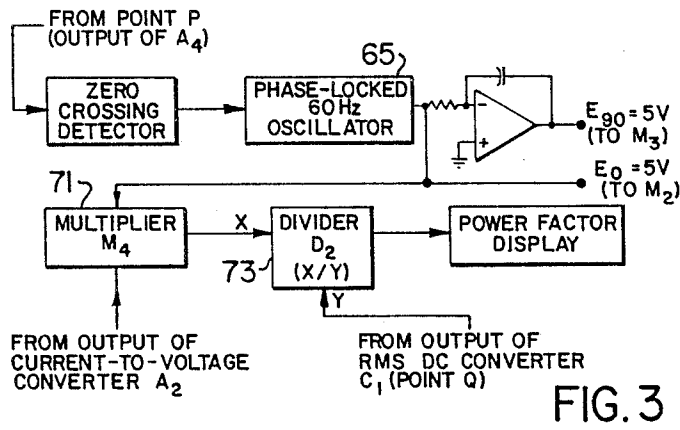 FROM POINT P
(OUTPUT OF A4)
65
ZERO
CROSSING
DETECTOR
PHASE-LOCKED
60 Hz
OSCILLATOR
−
+
E90=5V
(TO M3)
E0=5V
(TO M2)
71
MULTIPLIER
M4
X
DIVIDER
D2
(X/Y)
73
Y
POWER FACTOR
DISPLAY
FROM OUTPUT OF
CURRENT-TO-VOLTAGE
CONVERTER A2
FROM OUTPUT OF
RMS DC CONVERTER
C1 (POINT Q)
FIG. 3